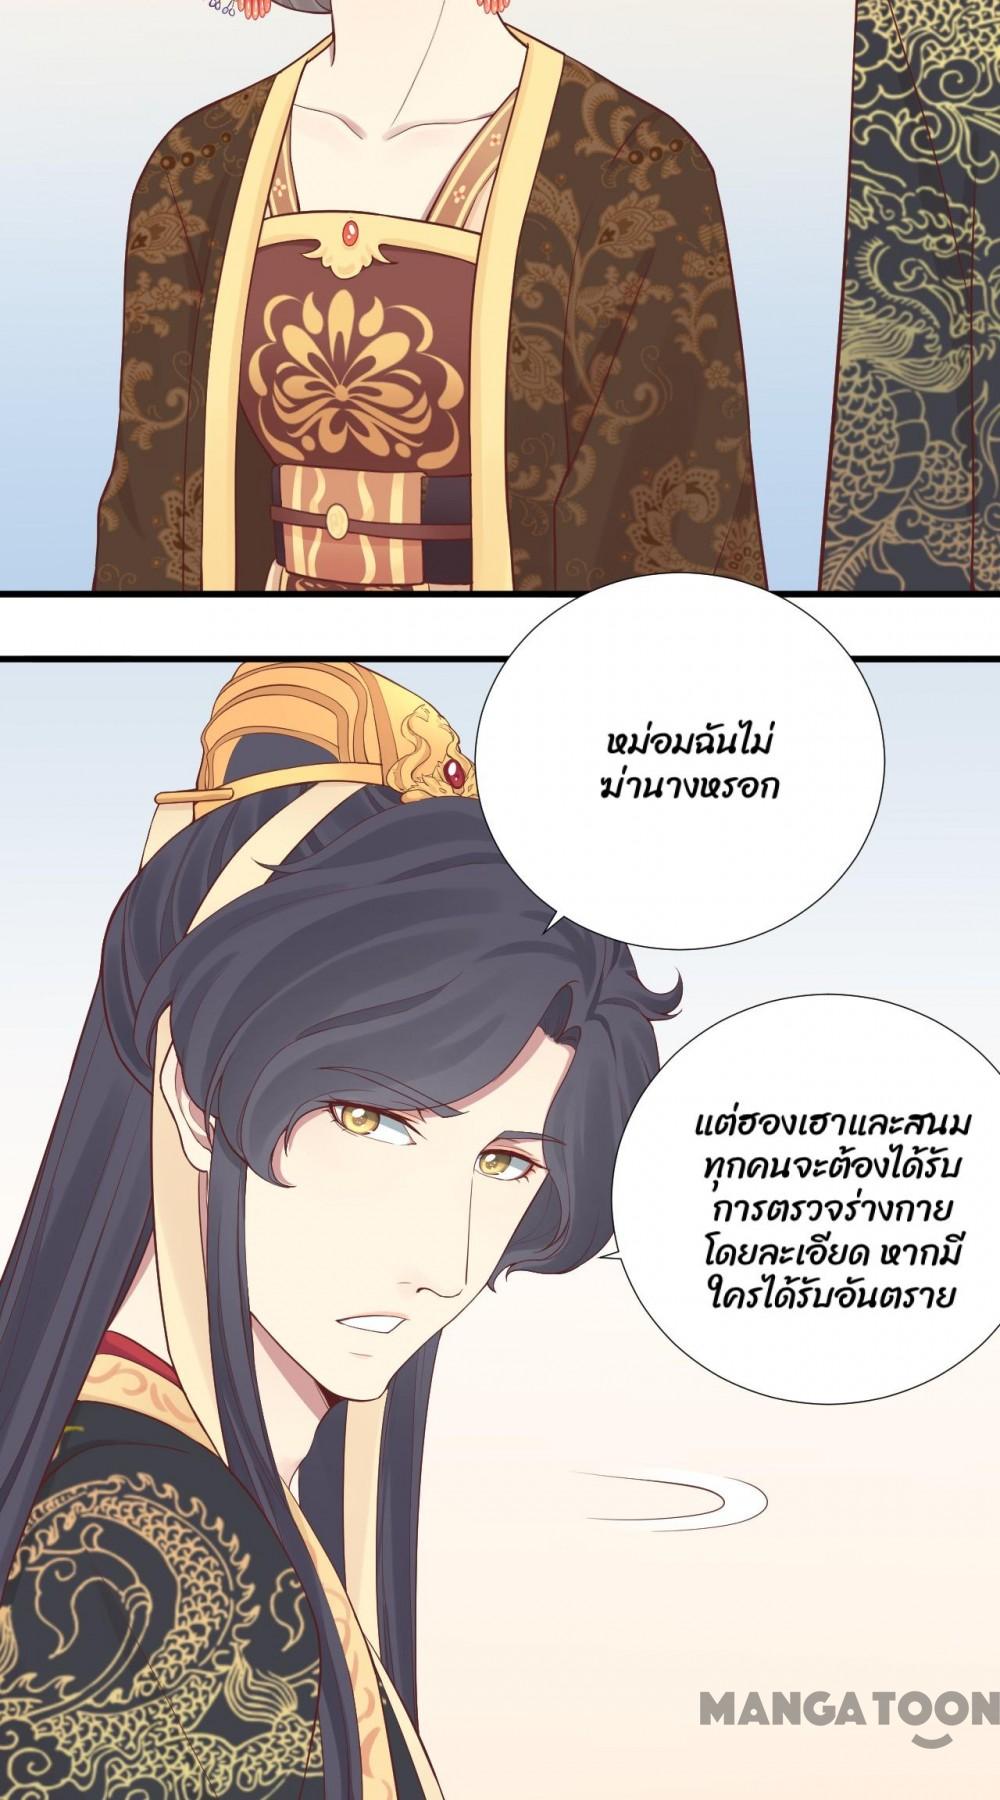 หม่อมฉันไม่
ฆ่านางหรอก
แต่ฮองเฮาและสนม
ทุกคนจะต้องได้รับ
การตรวจร่างกาย
โดยละเอียด หากมี
ใครได้รับอันตราย
MANGATOON